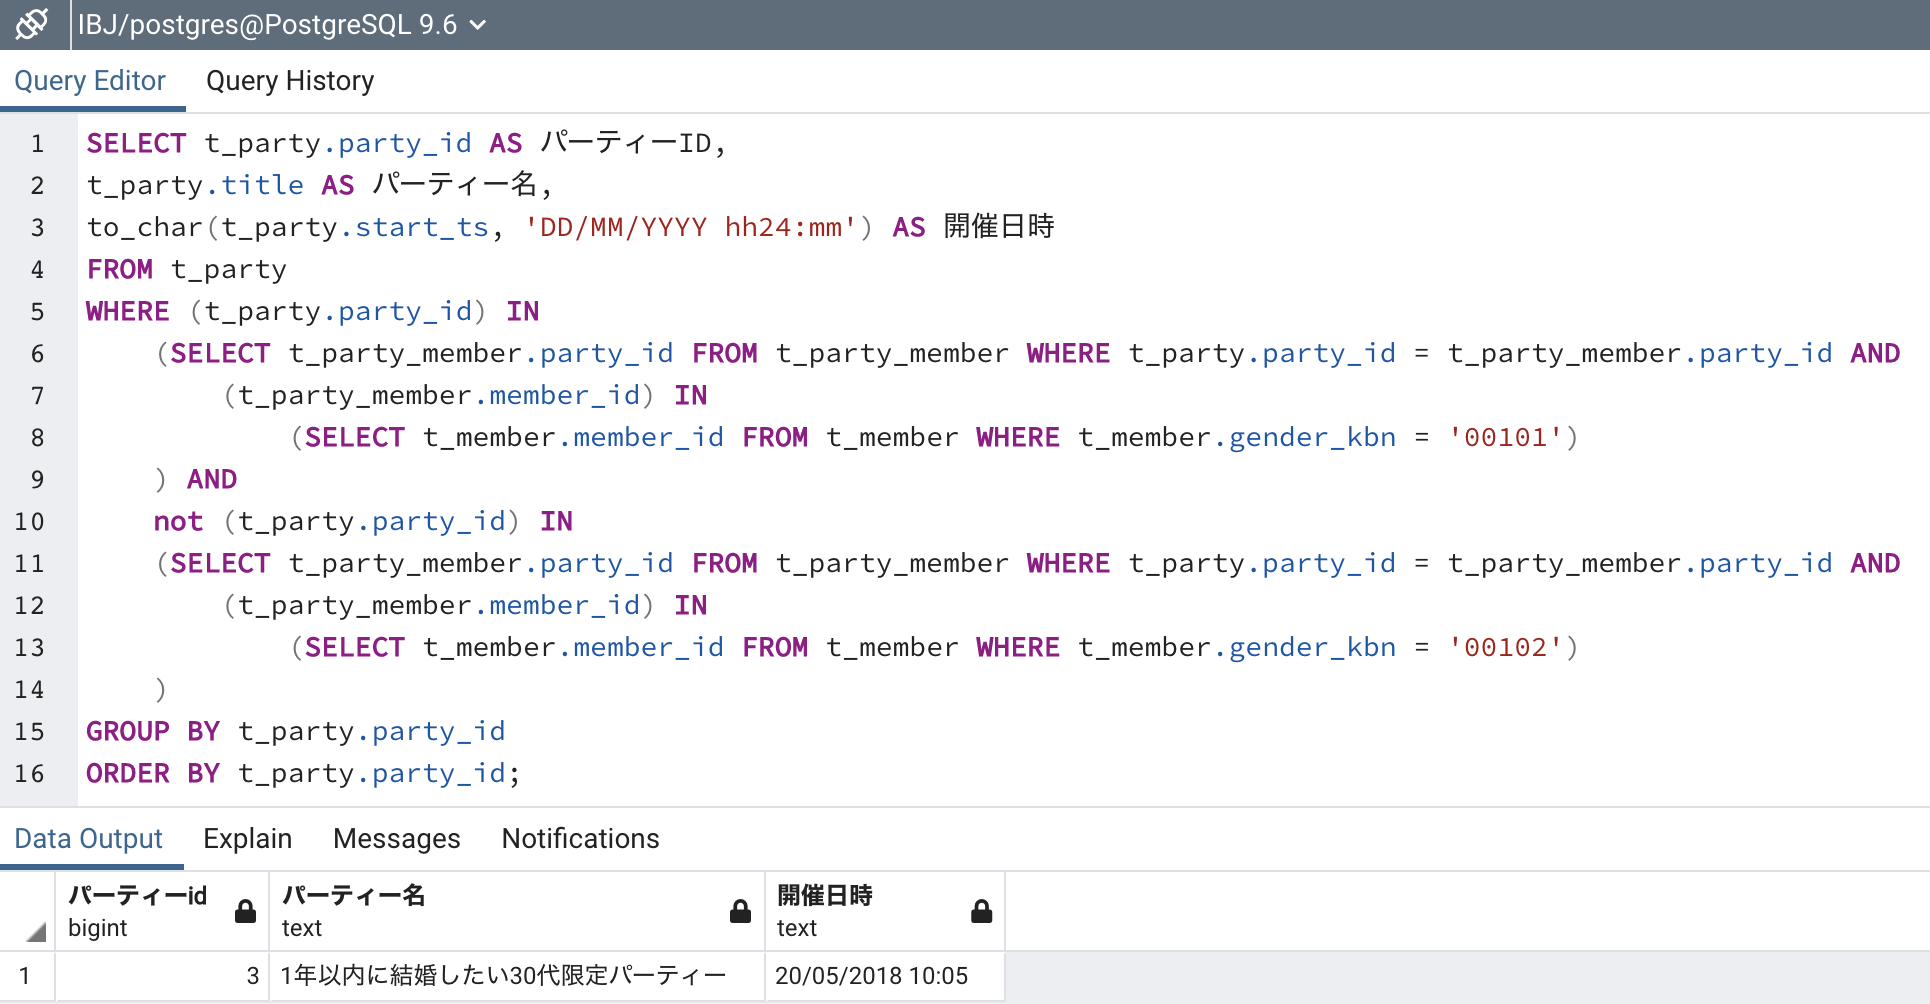 IBJ/postgres@PostgreSQL 9.6
Query Editor Query History
1 SELECT t_party.party_id AS パーティーID,
2 t_party.title AS パーティー名,
3 to_char(t_party.start_ts, 'DD/MM/YYYY hh24:mm') AS 開催日時
4 FROM t_party
5 WHERE (t_party.party_id) IN
6 (SELECT t_party_member.party_id FROM t_party_member WHERE t_party.party_id = t_party_member.party_id AND
7 (t_party_member.member_id) IN
8 (SELECT t_member.member_id FROM t_member WHERE t_member.gender_kbn = '00101')
9 ) AND
10 not (t_party.party_id) IN
11 (SELECT t_party_member.party_id FROM t_party_member WHERE t_party.party_id = t_party_member.party_id AND
12 (t_party_member.member_id) IN
13 (SELECT t_member.member_id FROM t_member WHERE t_member.gender_kbn = '00102')
14 )
15 GROUP BY t_party.party_id
16 ORDER BY t_party.party_id;
Data Output Explain Messages Notifications
パーティーid パーティー名 開催日時
bigint text text
1 3 1年以内に結婚したい30代限定パーティー 20/05/2018 10:05